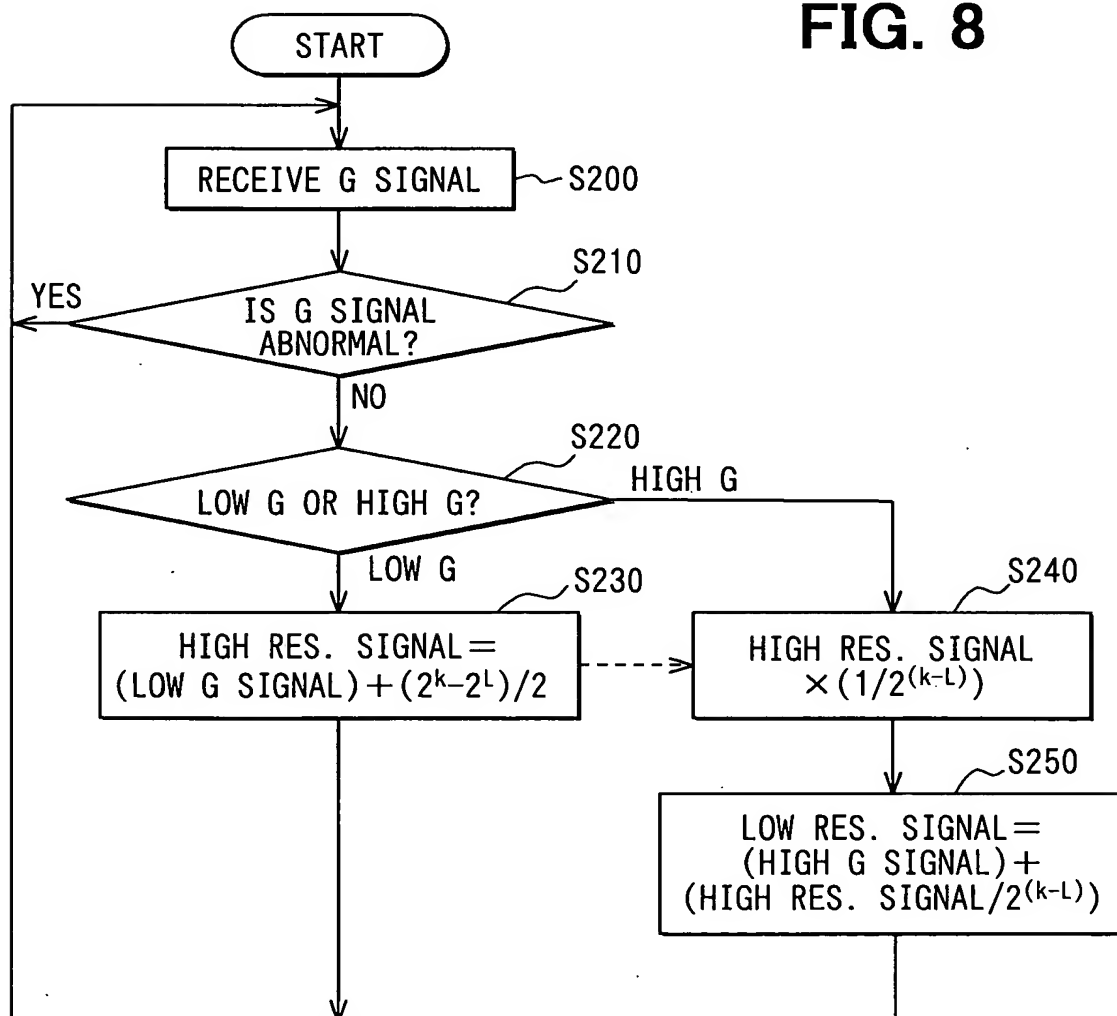 FIG. 8
START
RECEIVE G SIGNAL
S200
S210
YES
IS G SIGNAL
ABNORMAL?
NO
S220
LOW G OR HIGH G?
HIGH G
LOW G
S230
HIGH RES. SIGNAL=
(LOW G SIGNAL)+(2^k-2^L)/2
S240
HIGH RES. SIGNAL
×(1/2^(k-L))
S250
LOW RES. SIGNAL=
(HIGH G SIGNAL)+
(HIGH RES. SIGNAL/2^(k-L))